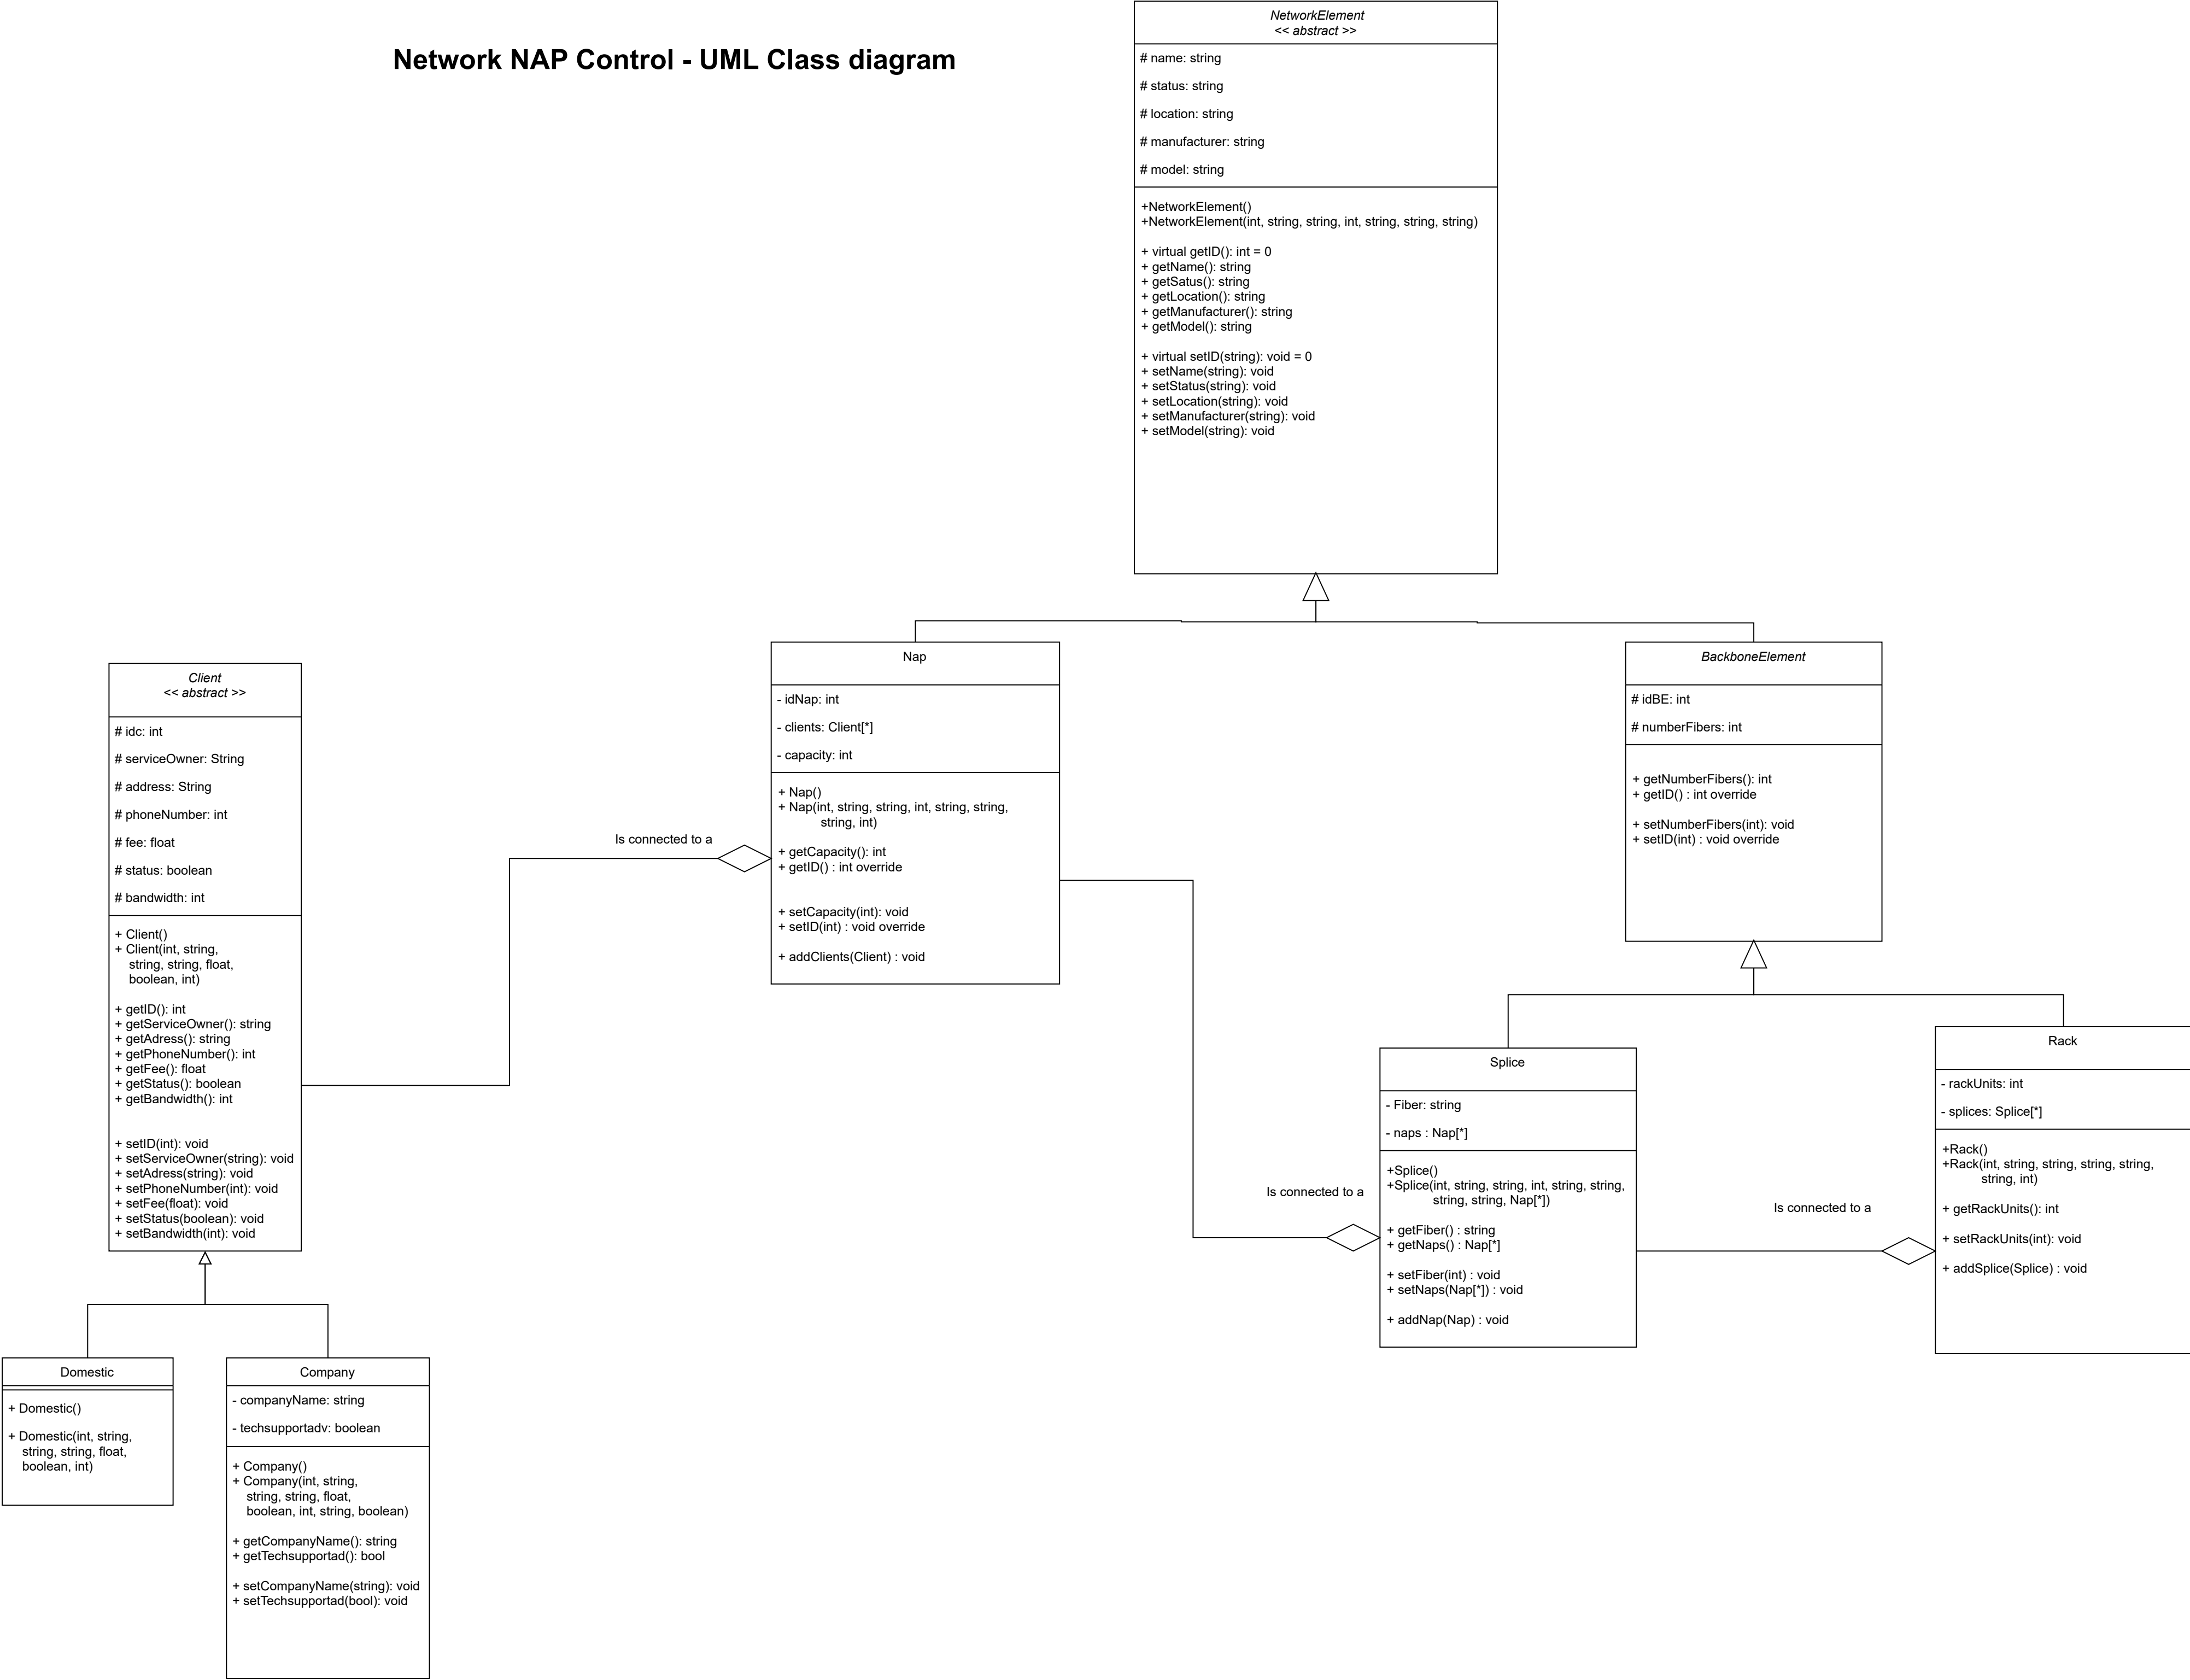 Network NAP Control - UML Class diagram
NetworkElement
<< abstract >>
# name: string
# status: string
# location: string
# manufacturer: string
# model: string
+NetworkElement()
+NetworkElement(int, string, string, int, string, string, string)
+ virtual getID(): int = 0
+ getName(): string
+ getSatus(): string
+ getLocation(): string
+ getManufacturer(): string
+ getModel(): string
+ virtual setID(string): void = 0
+ setName(string): void
+ setStatus(string): void
+ setLocation(string): void
+ setManufacturer(string): void
+ setModel(string): void
Client
<< abstract >>
# idc: int
# serviceOwner: String
# address: String
# phoneNumber: int
# fee: float
# status: boolean
# bandwidth: int
+ Client()
+ Client(int, string,
string, string, float,
boolean, int)
+ getID(): int
+ getServiceOwner(): string
+ getAdress(): string
+ getPhoneNumber(): int
+ getFee(): float
+ getStatus(): boolean
+ getBandwidth(): int
+ setID(int): void
+ setServiceOwner(string): void
+ setAdress(string): void
+ setPhoneNumber(int): void
+ setFee(float): void
+ setStatus(boolean): void
+ setBandwidth(int): void
Is connected to a
Nap
- idNap: int
- clients: Client[*]
- capacity: int
+ Nap()
+ Nap(int, string, string, int, string, string,
string, int)
+ getCapacity(): int
+ getID() : int override
+ setCapacity(int): void
+ setID(int) : void override
+ addClients(Client) : void
BackboneElement
# idBE: int
# numberFibers: int
+ getNumberFibers(): int
+ getID() : int override
+ setNumberFibers(int): void
+ setID(int) : void override
Is connected to a
Splice
- Fiber: string
- naps : Nap[*]
+Splice()
+Splice(int, string, string, int, string, string,
string, string, Nap[*])
+ getFiber() : string
+ getNaps() : Nap[*]
+ setFiber(int) : void
+ setNaps(Nap[*]) : void
+ addNap(Nap) : void
Is connected to a
Rack
- rackUnits: int
- splices: Splice[*]
+Rack()
+Rack(int, string, string, string, string,
string, int)
+ getRackUnits(): int
+ setRackUnits(int): void
+ addSplice(Splice) : void
Domestic
+ Domestic()
+ Domestic(int, string,
string, string, float,
boolean, int)
Company
- companyName: string
- techsupportadv: boolean
+ Company()
+ Company(int, string,
string, string, float,
boolean, int, string, boolean)
+ getCompanyName(): string
+ getTechsupportad(): bool
+ setCompanyName(string): void
+ setTechsupportad(bool): void